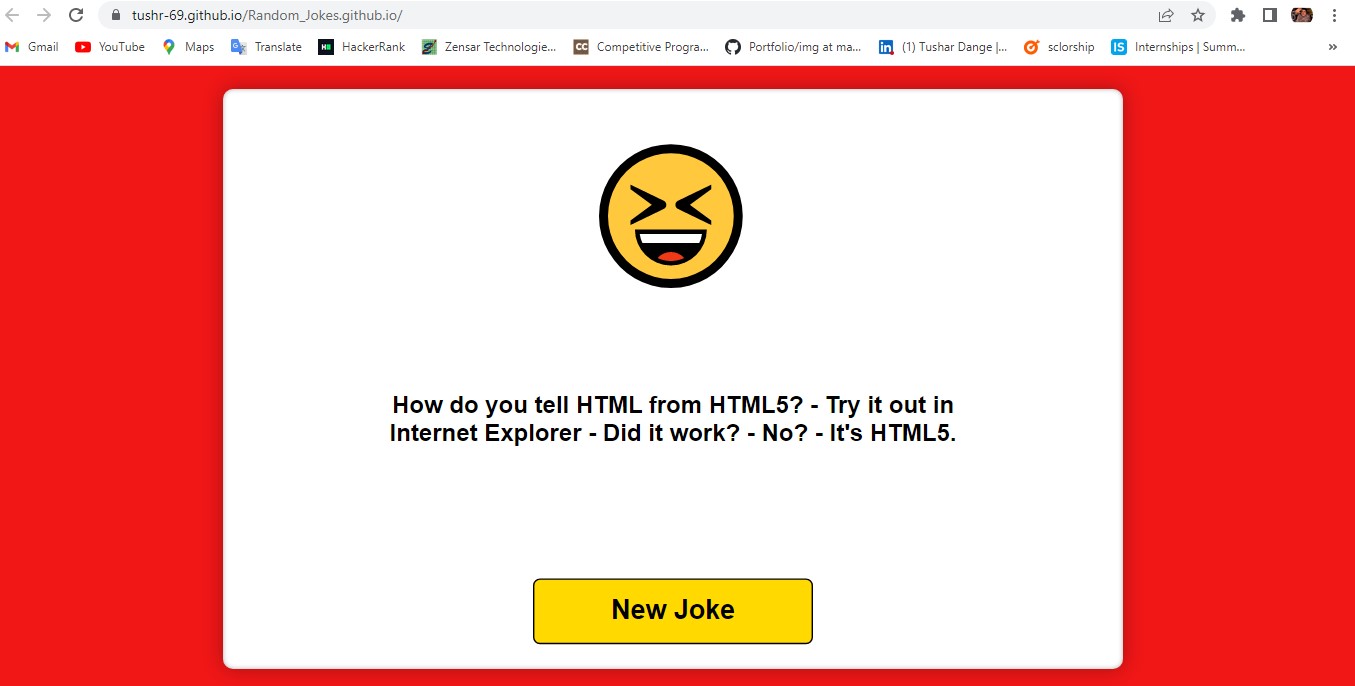 tushr-69.github.io/Random_Jokes.github.io/
Gmail YouTube Maps Translate HackerRank Zensar Technologie... Competitive Progra... Portfolio/img at ma... (1) Tushar Dange |... sclorship Internships | Summ... »
How do you tell HTML from HTML5? - Try it out in
Internet Explorer - Did it work? - No? - It's HTML5.
New Joke